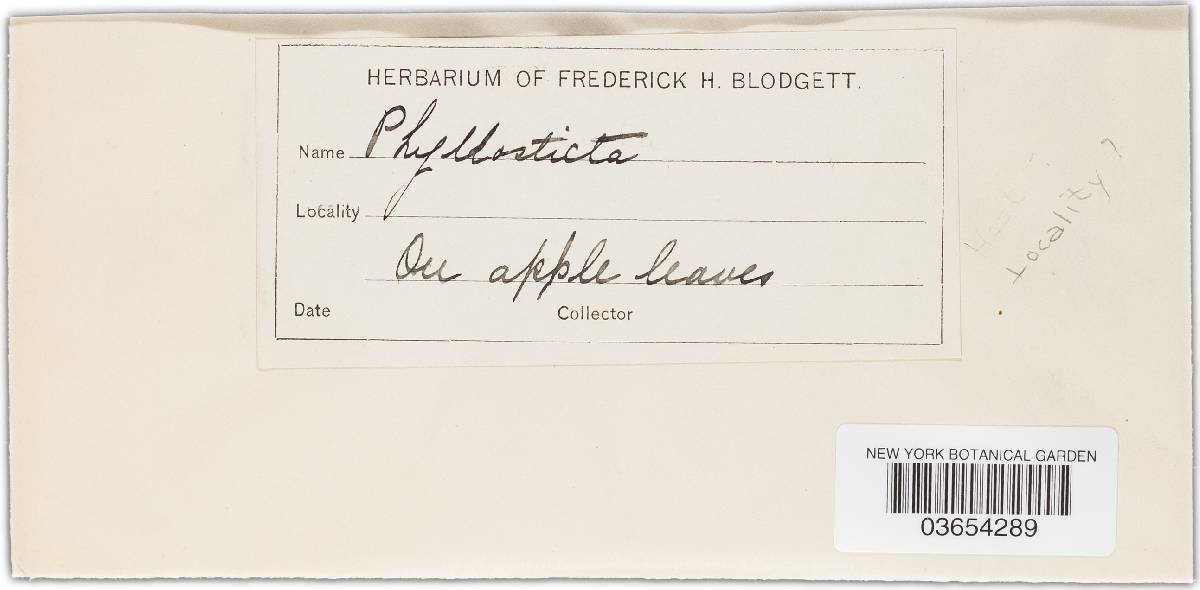 HERBARIUM OF FREDERICK H. BLODGETT.
Name Phyllosticta
Locality
On apple leaves
Date Collector
Host ?
Locality ?
NEW YORK BOTANICAL GARDEN
03654289